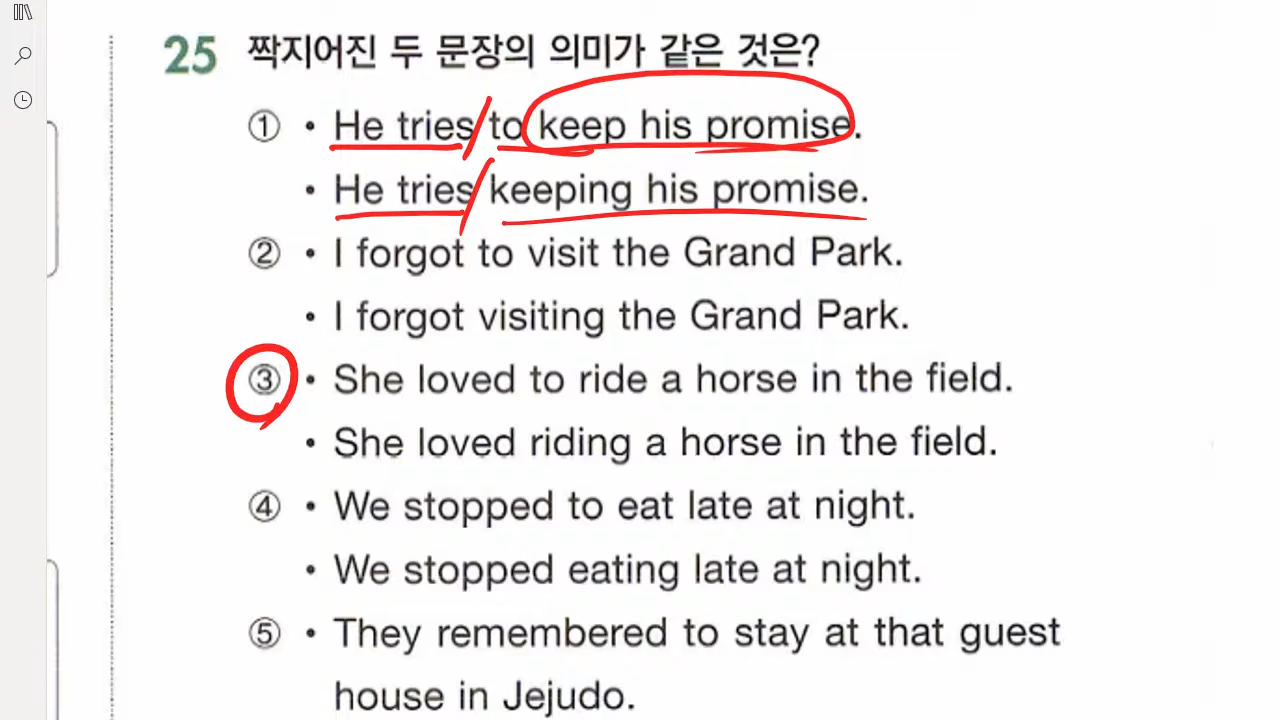 25 짝지어진 두 문장의 의미가 같은 것은?
① • He tries to keep his promise.
• He tries keeping his promise.
② • I forgot to visit the Grand Park.
• I forgot visiting the Grand Park.
③ • She loved to ride a horse in the field.
• She loved riding a horse in the field.
④ • We stopped to eat late at night.
• We stopped eating late at night.
⑤ • They remembered to stay at that guest
house in Jejudo.